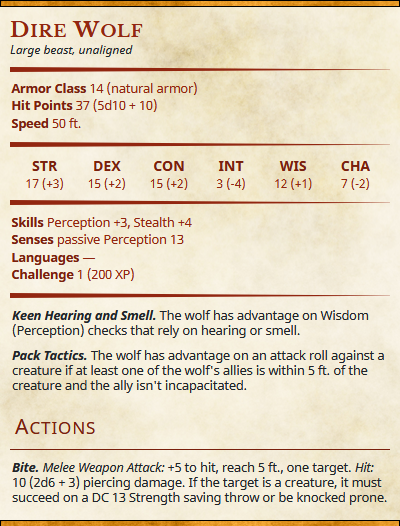 Dire Wolf
Large beast, unaligned
Armor Class 14 (natural armor)
Hit Points 37 (5d10 + 10)
Speed 50 ft.
STR DEX CON INT WIS CHA
17 (+3) 15 (+2) 15 (+2) 3 (-4) 12 (+1) 7 (-2)
Skills Perception +3, Stealth +4
Senses passive Perception 13
Languages —
Challenge 1 (200 XP)
Keen Hearing and Smell. The wolf has advantage on Wisdom
(Perception) checks that rely on hearing or smell.
Pack Tactics. The wolf has advantage on an attack roll against a
creature if at least one of the wolf's allies is within 5 ft. of the
creature and the ally isn't incapacitated.
Actions
Bite. Melee Weapon Attack: +5 to hit, reach 5 ft., one target. Hit:
10 (2d6 + 3) piercing damage. If the target is a creature, it must
succeed on a DC 13 Strength saving throw or be knocked prone.